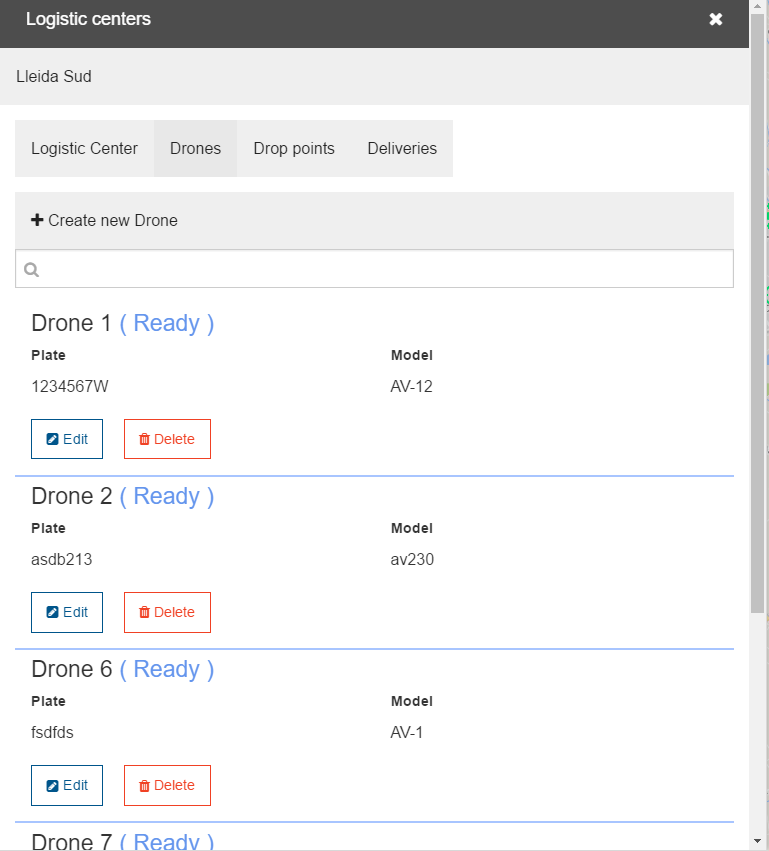 Logistic centers
Lleida Sud
Logistic Center Drones Drop points Deliveries
Create new Drone
Drone 1 ( Ready )
Plate Model
1234567W AV-12
Edit Delete
Drone 2 ( Ready )
Plate Model
asdb213 av230
Edit Delete
Drone 6 ( Ready )
Plate Model
fsdfds AV-1
Edit Delete
Drone 7 ( Ready )